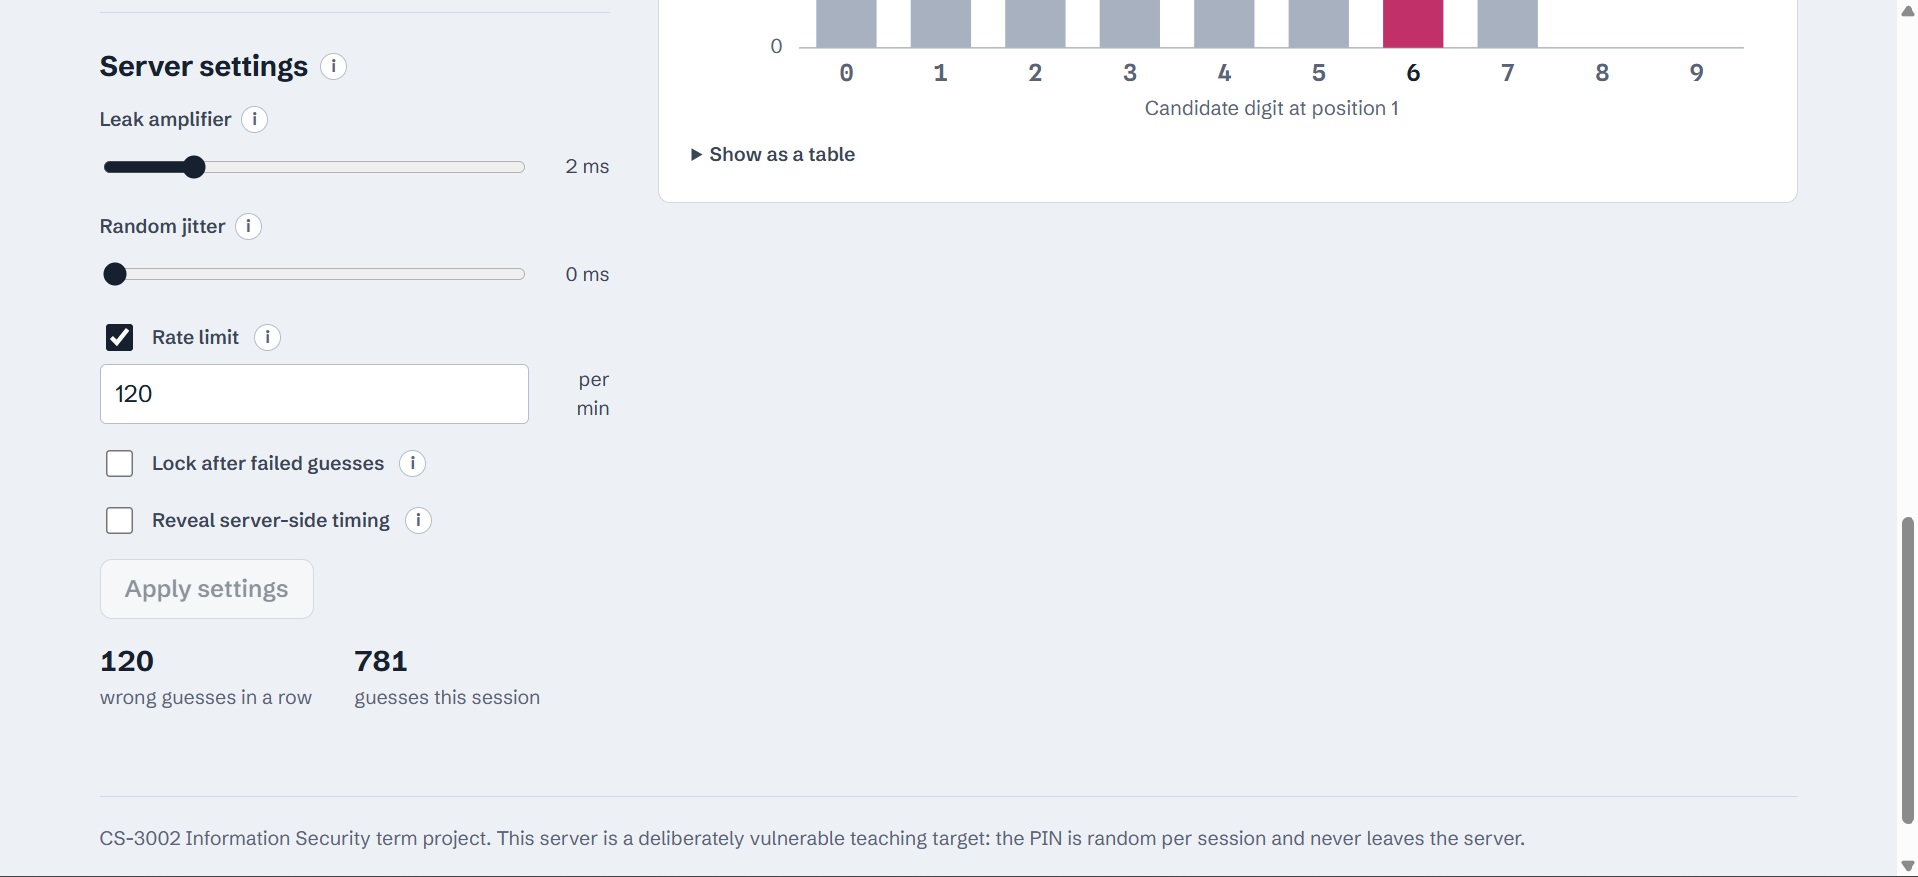 Server settings i
Leak amplifier i
2 ms
Random jitter i
0 ms
Rate limit i
120
per
min
Lock after failed guesses i
Reveal server-side timing i
Apply settings
120
wrong guesses in a row
781
guesses this session
0
0 1 2 3 4 5 6 7 8 9
Candidate digit at position 1
Show as a table
CS-3002 Information Security term project. This server is a deliberately vulnerable teaching target: the PIN is random per session and never leaves the server.